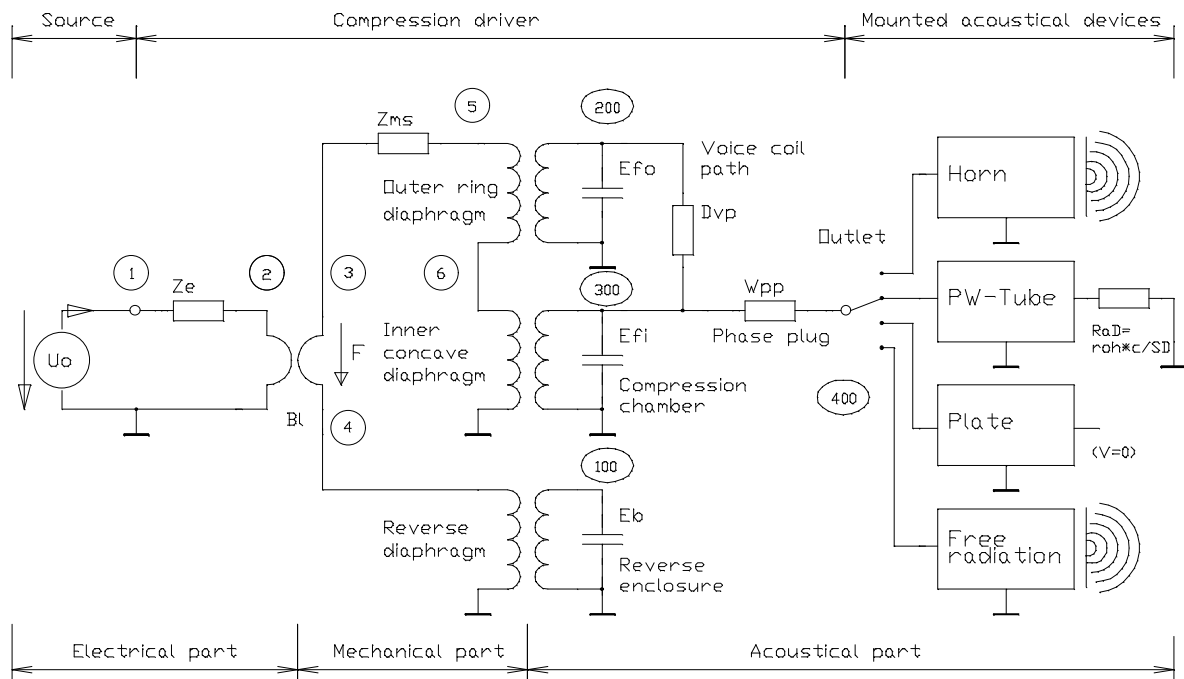 Source
Compression driver
Mounted acoustical devices
5
200
Zms
Voice coil
path
Efo
Outer ring
diaphragm
Dvp
Horn
Outlet
1
Ze
2
3
6
300
Wpp
PW-Tube
Uo
F
Inner
concave
diaphragm
Efi
Phase plug
RaD=
roh*c/SD
Compression
chamber
400
Bl
4
Plate
(V=0)
100
Eb
Reverse
diaphragm
Reverse
enclosure
Free
radiation
Electrical part
Mechanical part
Acoustical part